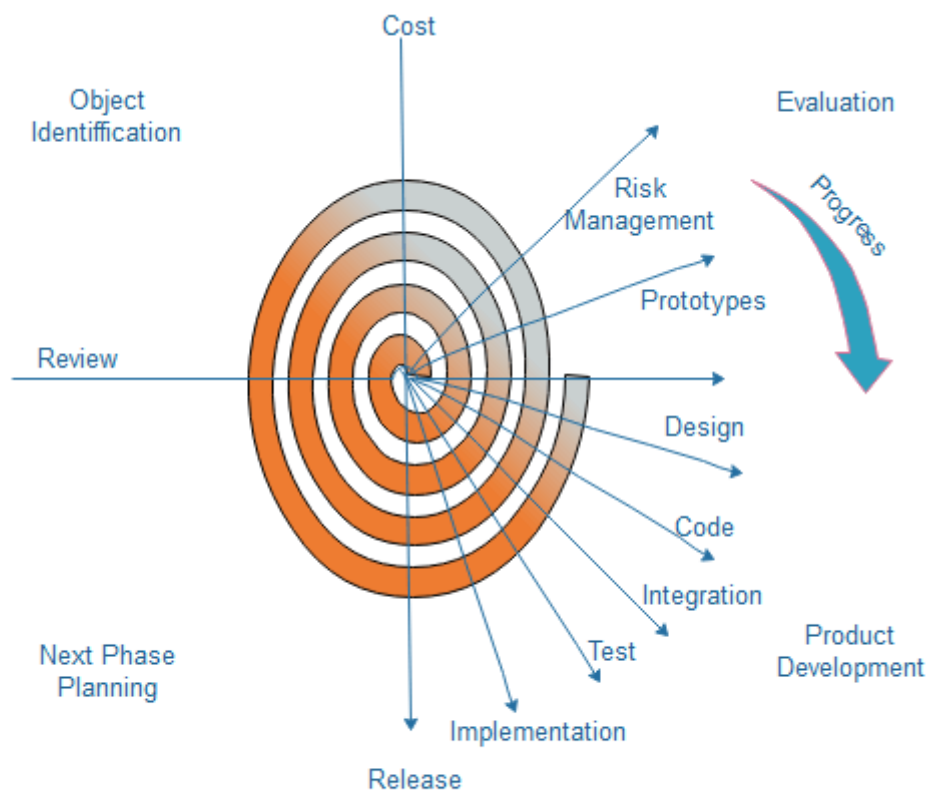 Cost
Object
Identiffication
Evaluation
Progress
Risk
Management
Prototypes
Review
Design
Code
Integration
Test
Product
Development
Next Phase
Planning
Implementation
Release